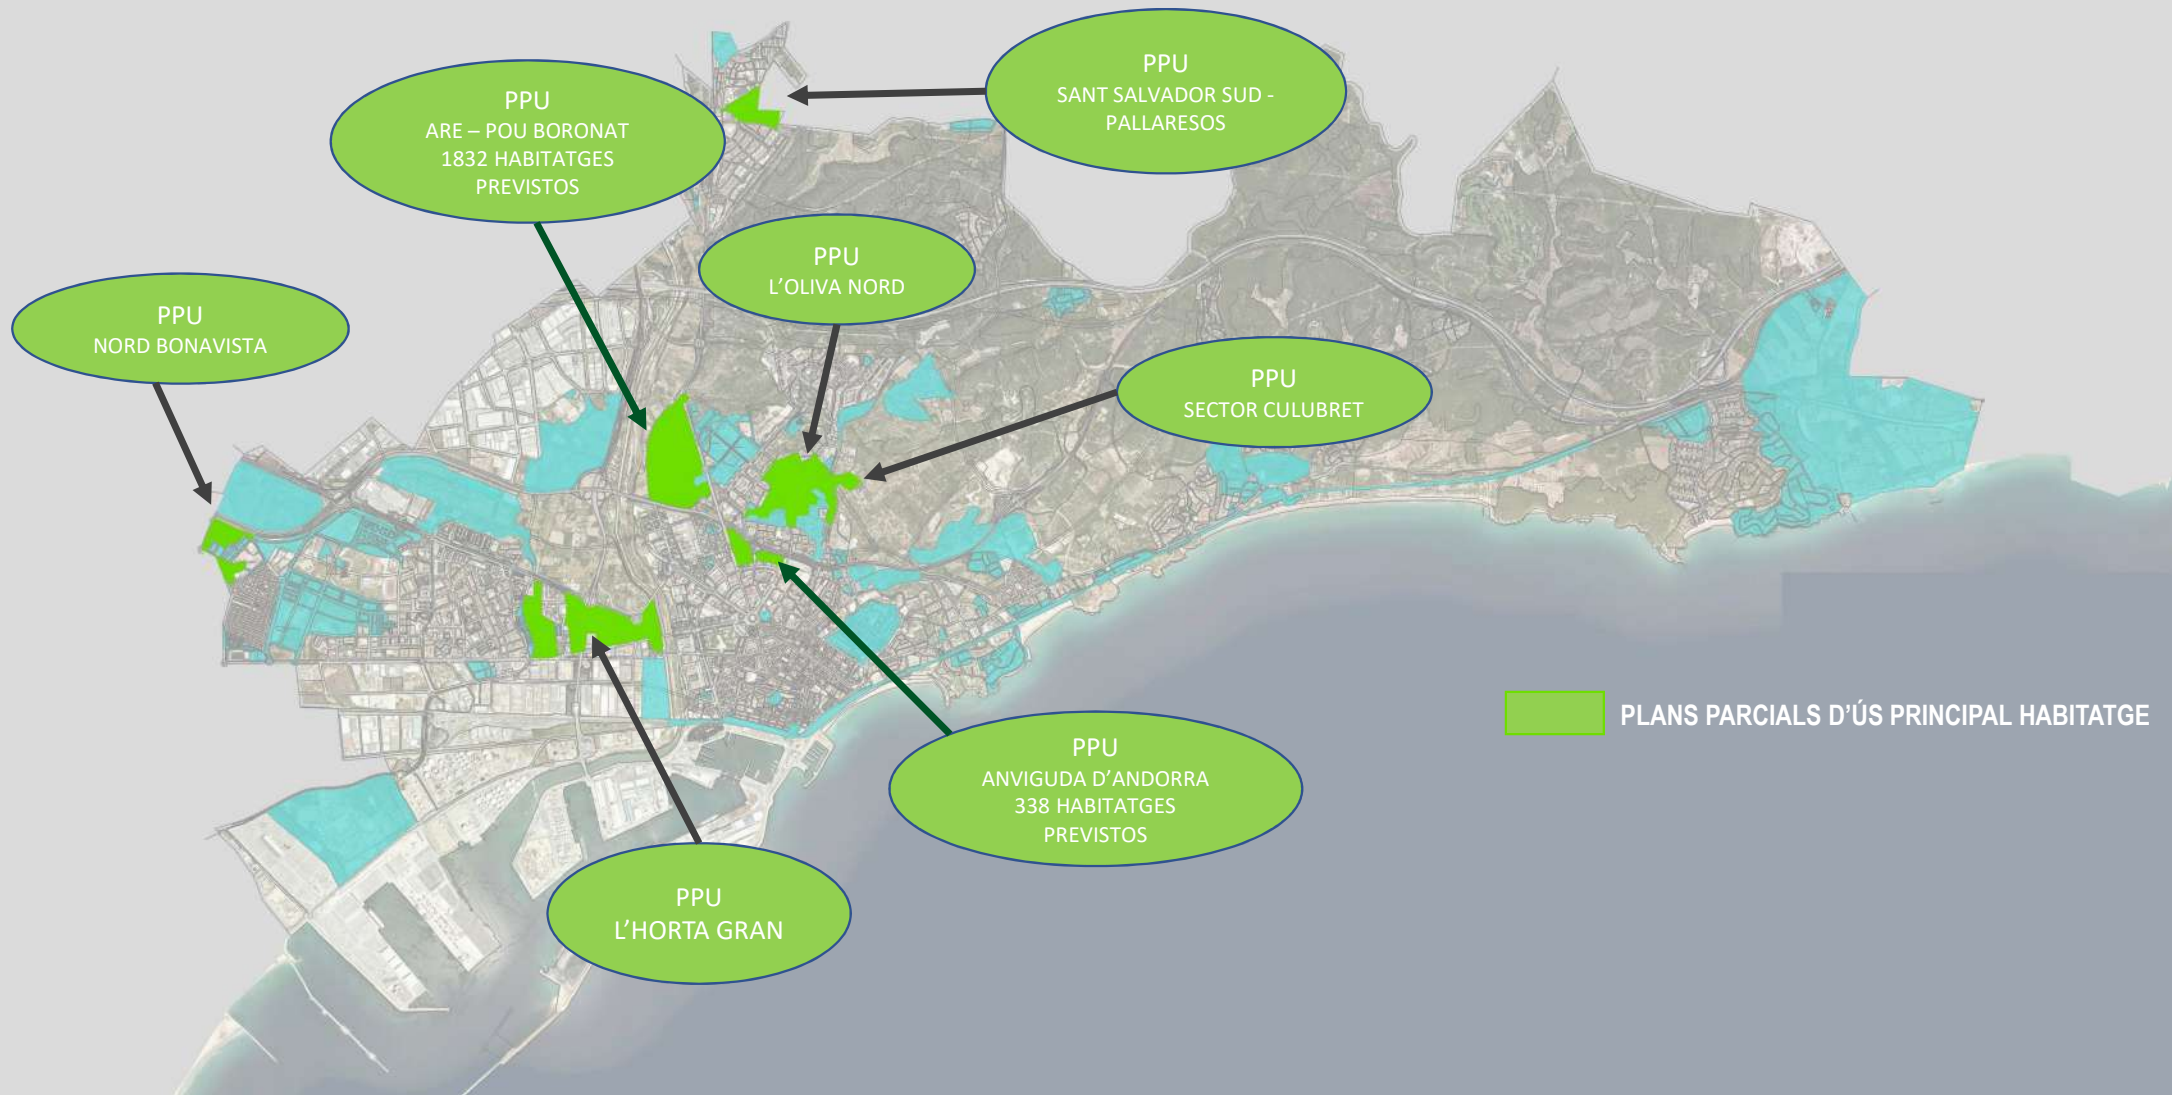 PPU
SANT SALVADOR SUD -
PALLARESOS
PPU
ARE – POU BORONAT
1832 HABITATGES
PREVISTOS
PPU
L'OLIVA NORD
PPU
NORD BONAVISTA
PPU
SECTOR CULUBRET
PLANS PARCIALS D'ÚS PRINCIPAL HABITATGE
PPU
ANVIGUDA D'ANDORRA
338 HABITATGES
PREVISTOS
PPU
L'HORTA GRAN